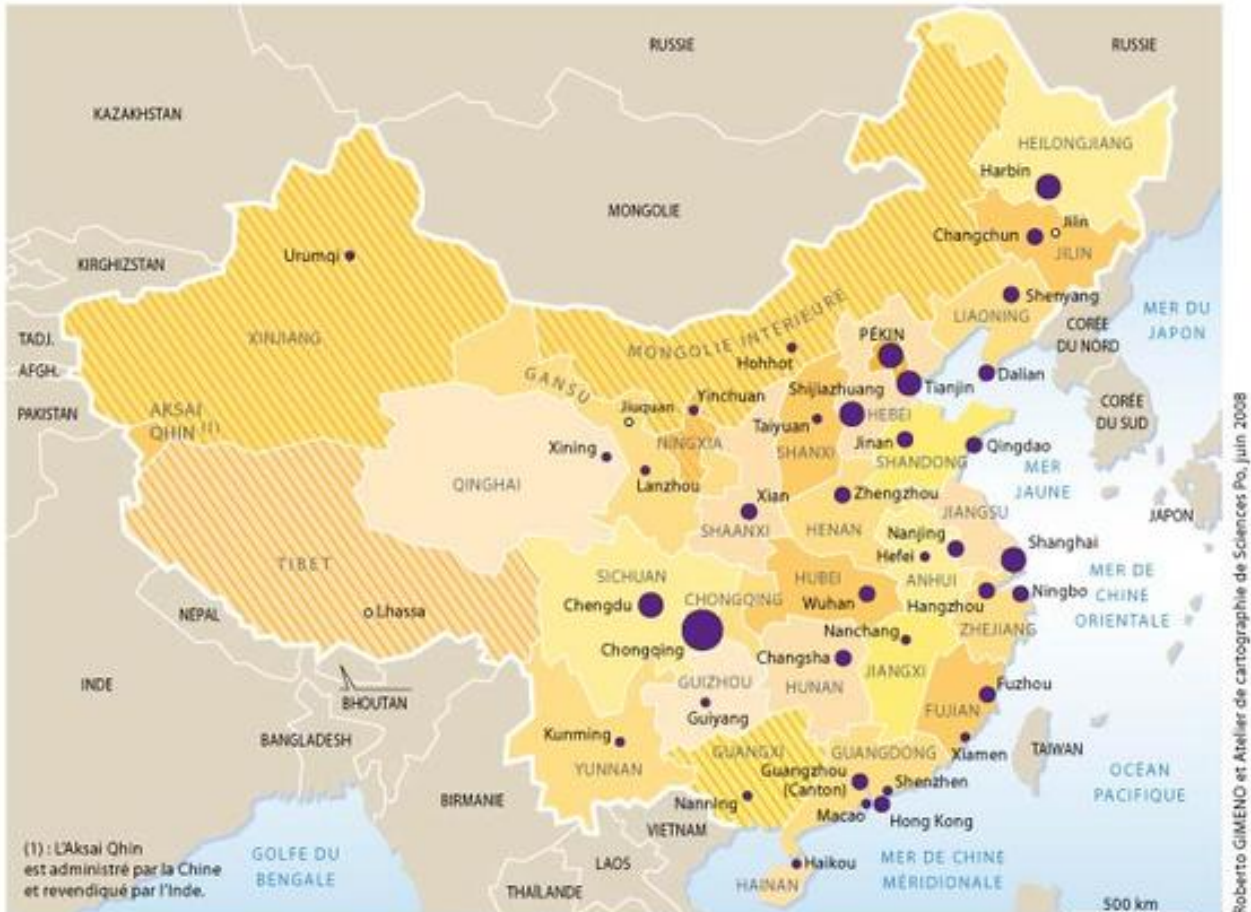 RUSSIE
RUSSIE
KAZAKHSTAN
HEILONGJIANG
Harbin
MONGOLIE
Jilin
Changchun
JILIN
Urumqi
KIRGHIZSTAN
Shenyang
LIAONING
MER DU
JAPON
CORÉE
DU NORD
TADJ.
XINJIANG
MONGOLIE INTÉRIEURE
PÉKIN
Hohhot
AFGH.
GANSU
Shijiazhuang
Tianjin
Dalian
PAKISTAN
AKSAI
QHIN (1)
Jiuquan
Yinchuan
Taiyuan
HEBEI
CORÉE
DU SUD
Xining
NINGXIA
SHANXI
Jinan
Qingdao
SHANDONG
QINGHAI
Lanzhou
MER
JAUNE
Xian
Zhengzhou
JIANGSU
JAPON
SHAANXI
HENAN
Nanjing
Shanghai
Hefei
TIBET
SICHUAN
HUBEI
ANHUI
MER DE
CHINE
ORIENTALE
NEPAL
Lhassa
Chengdu
CHONGQING
Wuhan
Hangzhou
Ningbo
Chongqing
Nanchang
ZHEJIANG
Changsha
JIANGXI
INDE
GUIZHOU
HUNAN
Fuzhou
BHOUTAN
Guiyang
FUJIAN
BANGLADESH
Kunming
GUANGXI
GUANGDONG
Xiamen
TAIWAN
YUNNAN
Guangzhou
(Canton)
Shenzhen
OCÉAN
PACIFIQUE
BIRMANIE
Nanning
Macao
Hong Kong
VIETNAM
(1) : L'Aksai Qhin
est administré par la Chine
et revendiqué par l'Inde.
GOLFE DU
BENGALE
LAOS
Haikou
MER DE CHINE
MÉRIDIONALE
THAÏLANDE
HAINAN
500 km
Roberto GIMENO et Atelier de cartographie de Sciences Po, juin 2008